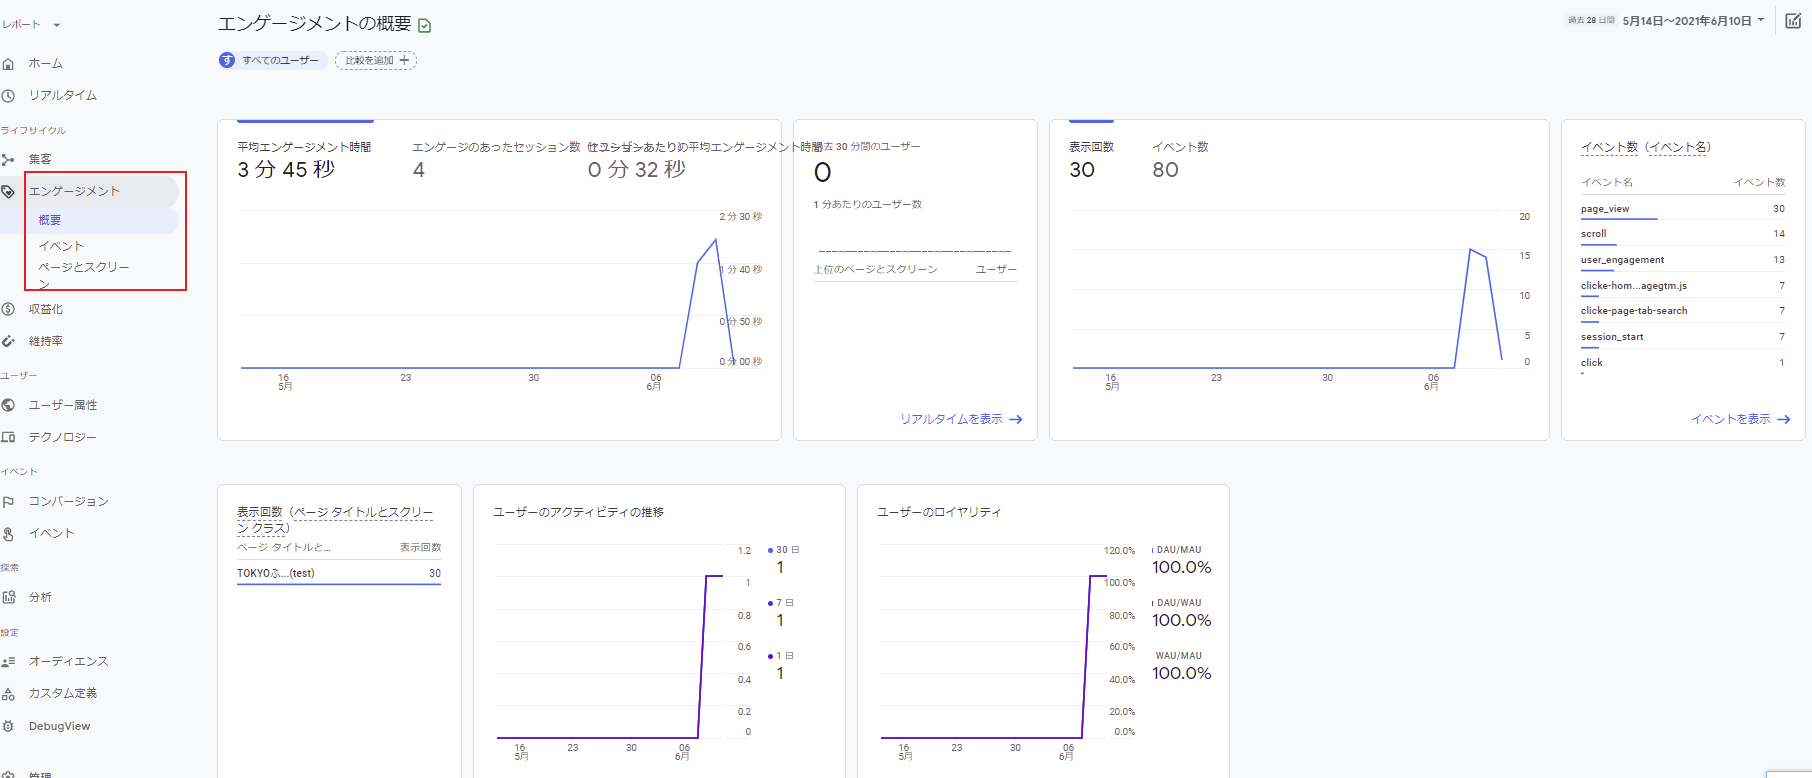 レポート
ホーム
リアルタイム
ライフサイクル
集客
エンゲージメント
概要
イベント
ページとスクリー
ン
収益化
維持率
ユーザー
ユーザー属性
テクノロジー
イベント
コンバージョン
イベント
探索
分析
設定
オーディエンス
カスタム定義
DebugView
管理
エンゲージメントの概要
過去 28 日間 5月14日～2021年6月10日
す すべてのユーザー 比較を追加
平均エンゲージメント時間
3 分 45 秒
エンゲージのあったセッション数
4
平均エンゲージメント時間
0 分 32 秒
2 分 30 秒
1 分 40 秒
0 分 50 秒
0 分 00 秒
16
5月
23
30
06
6月
過去 30 分間のユーザー
0
1 分あたりのユーザー数
上位のページとスクリーン ユーザー
リアルタイムを表示
表示回数
30
イベント数
80
20
15
10
5
0
16
5月
23
30
06
6月
イベント数（イベント名）
イベント名 イベント数
page_view 30
scroll 14
user_engagement 13
clicke-hom...agegtm.js 7
clicke-page-tab-search 7
session_start 7
click 1
イベントを表示
表示回数（ページ タイトルとスクリー
ン クラス）
ページ タイトルと... 表示回数
TOKYOふ...(test) 30
ユーザーのアクティビティの推移
1.2
1
0.8
0.6
0.4
0.2
0
16
5月
23
30
06
6月
30 日
1
7 日
1
1 日
1
ユーザーのロイヤリティ
120.0%
100.0%
80.0%
60.0%
40.0%
20.0%
0.0%
16
5月
23
30
06
6月
DAU/MAU
100.0%
DAU/WAU
100.0%
WAU/MAU
100.0%